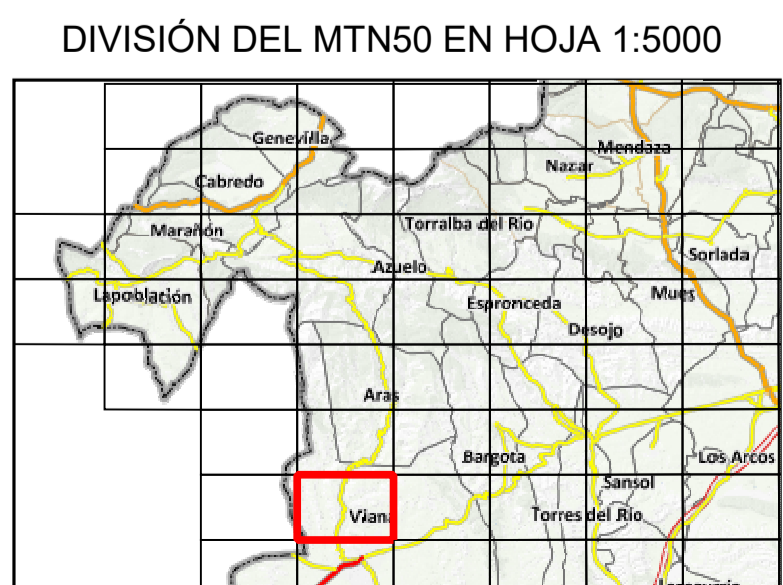 DIVISIÓN DEL MTN50 EN HOJA 1:5000
Genevilla
Mendaza
Nazar
Cabredo
Torralba del Río
Marañón
Sorlada
Azuelo
Mues
Lapoblación
Espronceda
Desojo
Aras
Bargota
Los Arcos
Sansol
Viana
Torres del Río